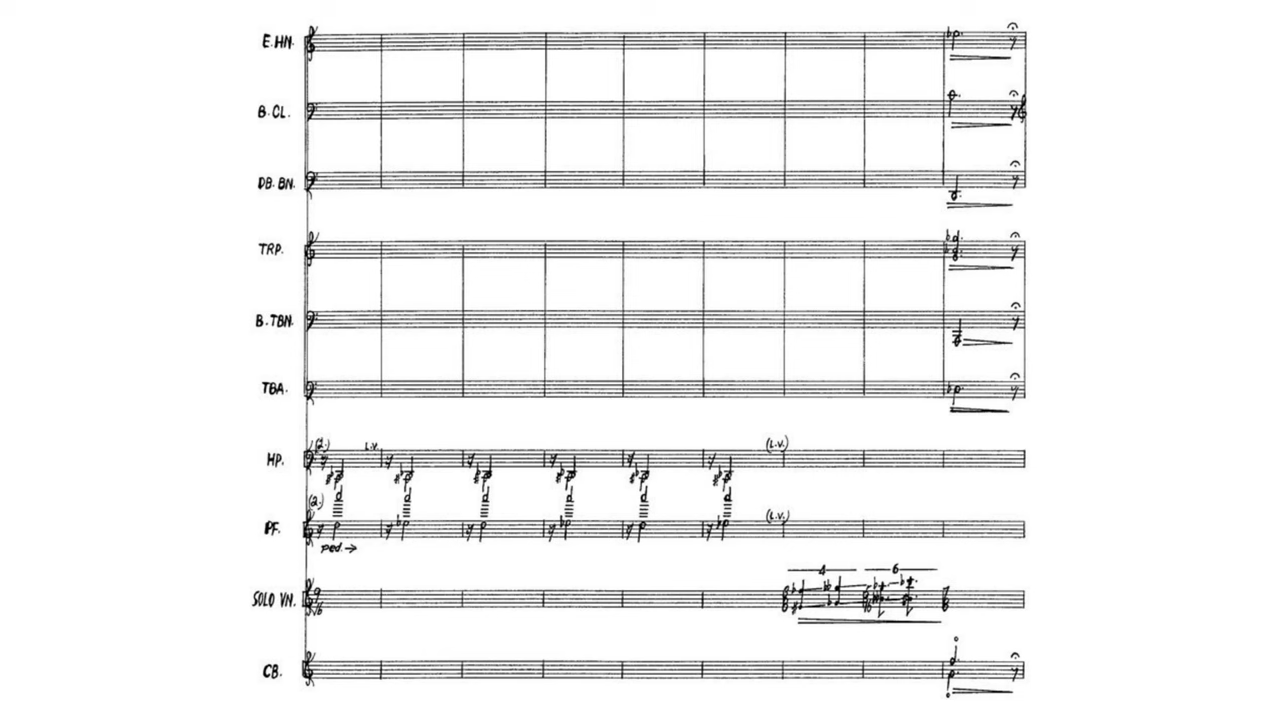 E.HN.
B.CL.
DB.BN.
TRP.
B.TBN.
TBA.
HP. (2.) L.V. (L.V.)
(2.)
PF. (L.V.)
ped.→
4 6
SOLO VN.
CB.